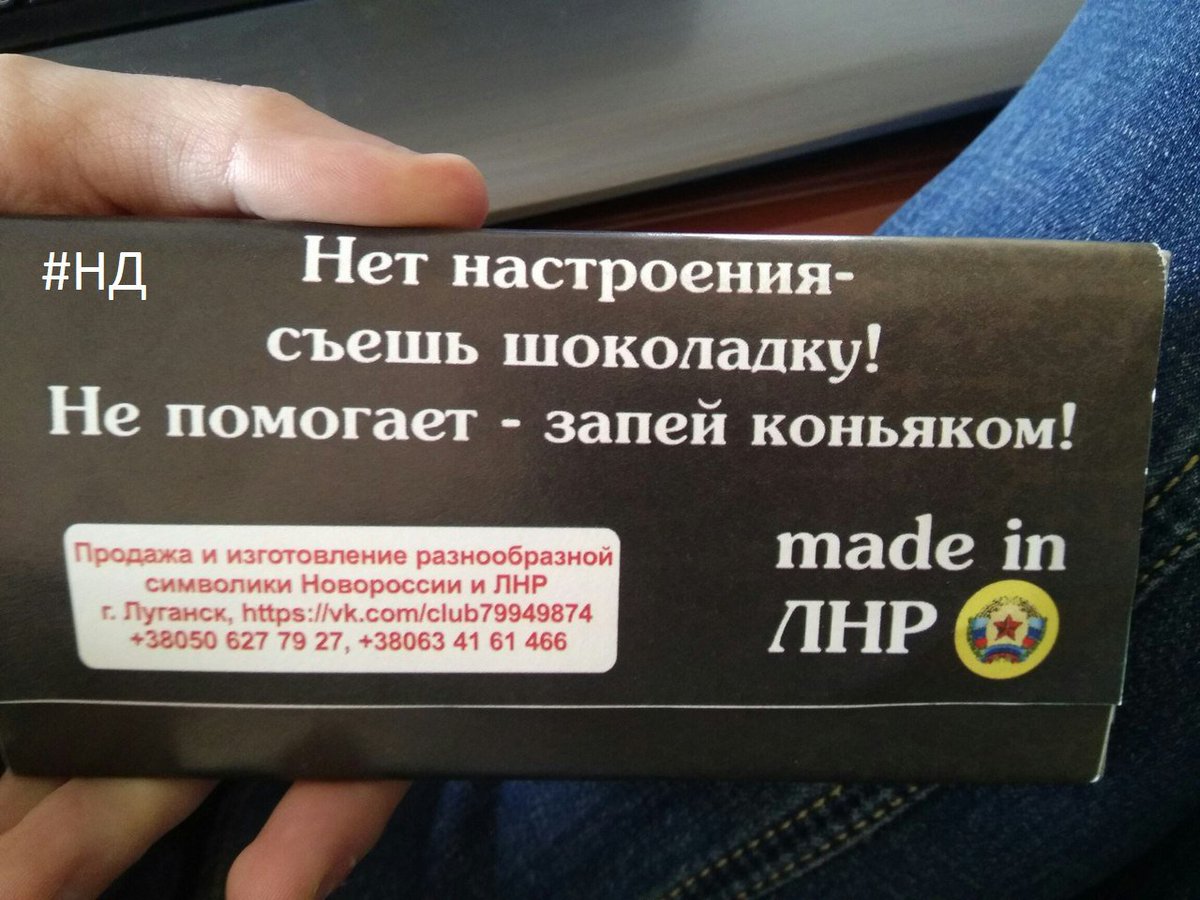 #НД
Нет настроения-
съешь шоколадку!
Не помогает - запей коньяком!
Продажа и изготовление разнообразной
символики Новороссии и ЛНР
г. Луганск, https://vk.com/club79949874
+38050 627 79 27, +38063 41 61 466
made in
ЛНР